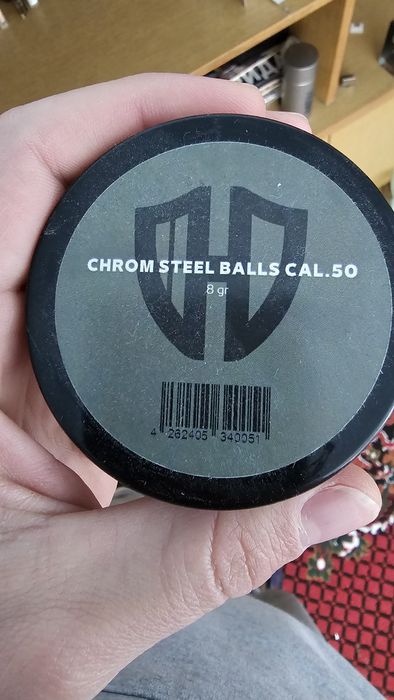 CHROM STEEL BALLS CAL.50
8 gr
4 262405 340051